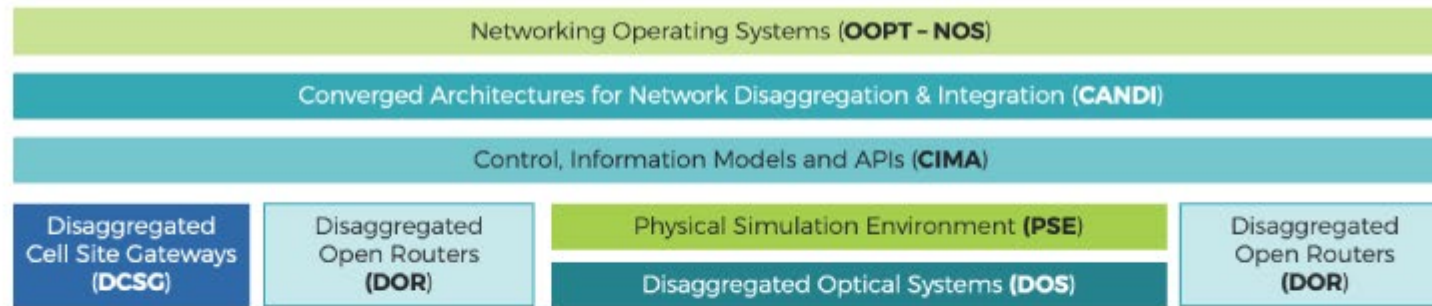 Networking Operating Systems (OOPT – NOS)
Converged Architectures for Network Disaggregation & Integration (CANDI)
Control, Information Models and APIs (CIMA)
Disaggregated
Cell Site Gateways
(DCSG)
Disaggregated
Open Routers
(DOR)
Physical Simulation Environment (PSE)
Disaggregated Optical Systems (DOS)
Disaggregated
Open Routers
(DOR)